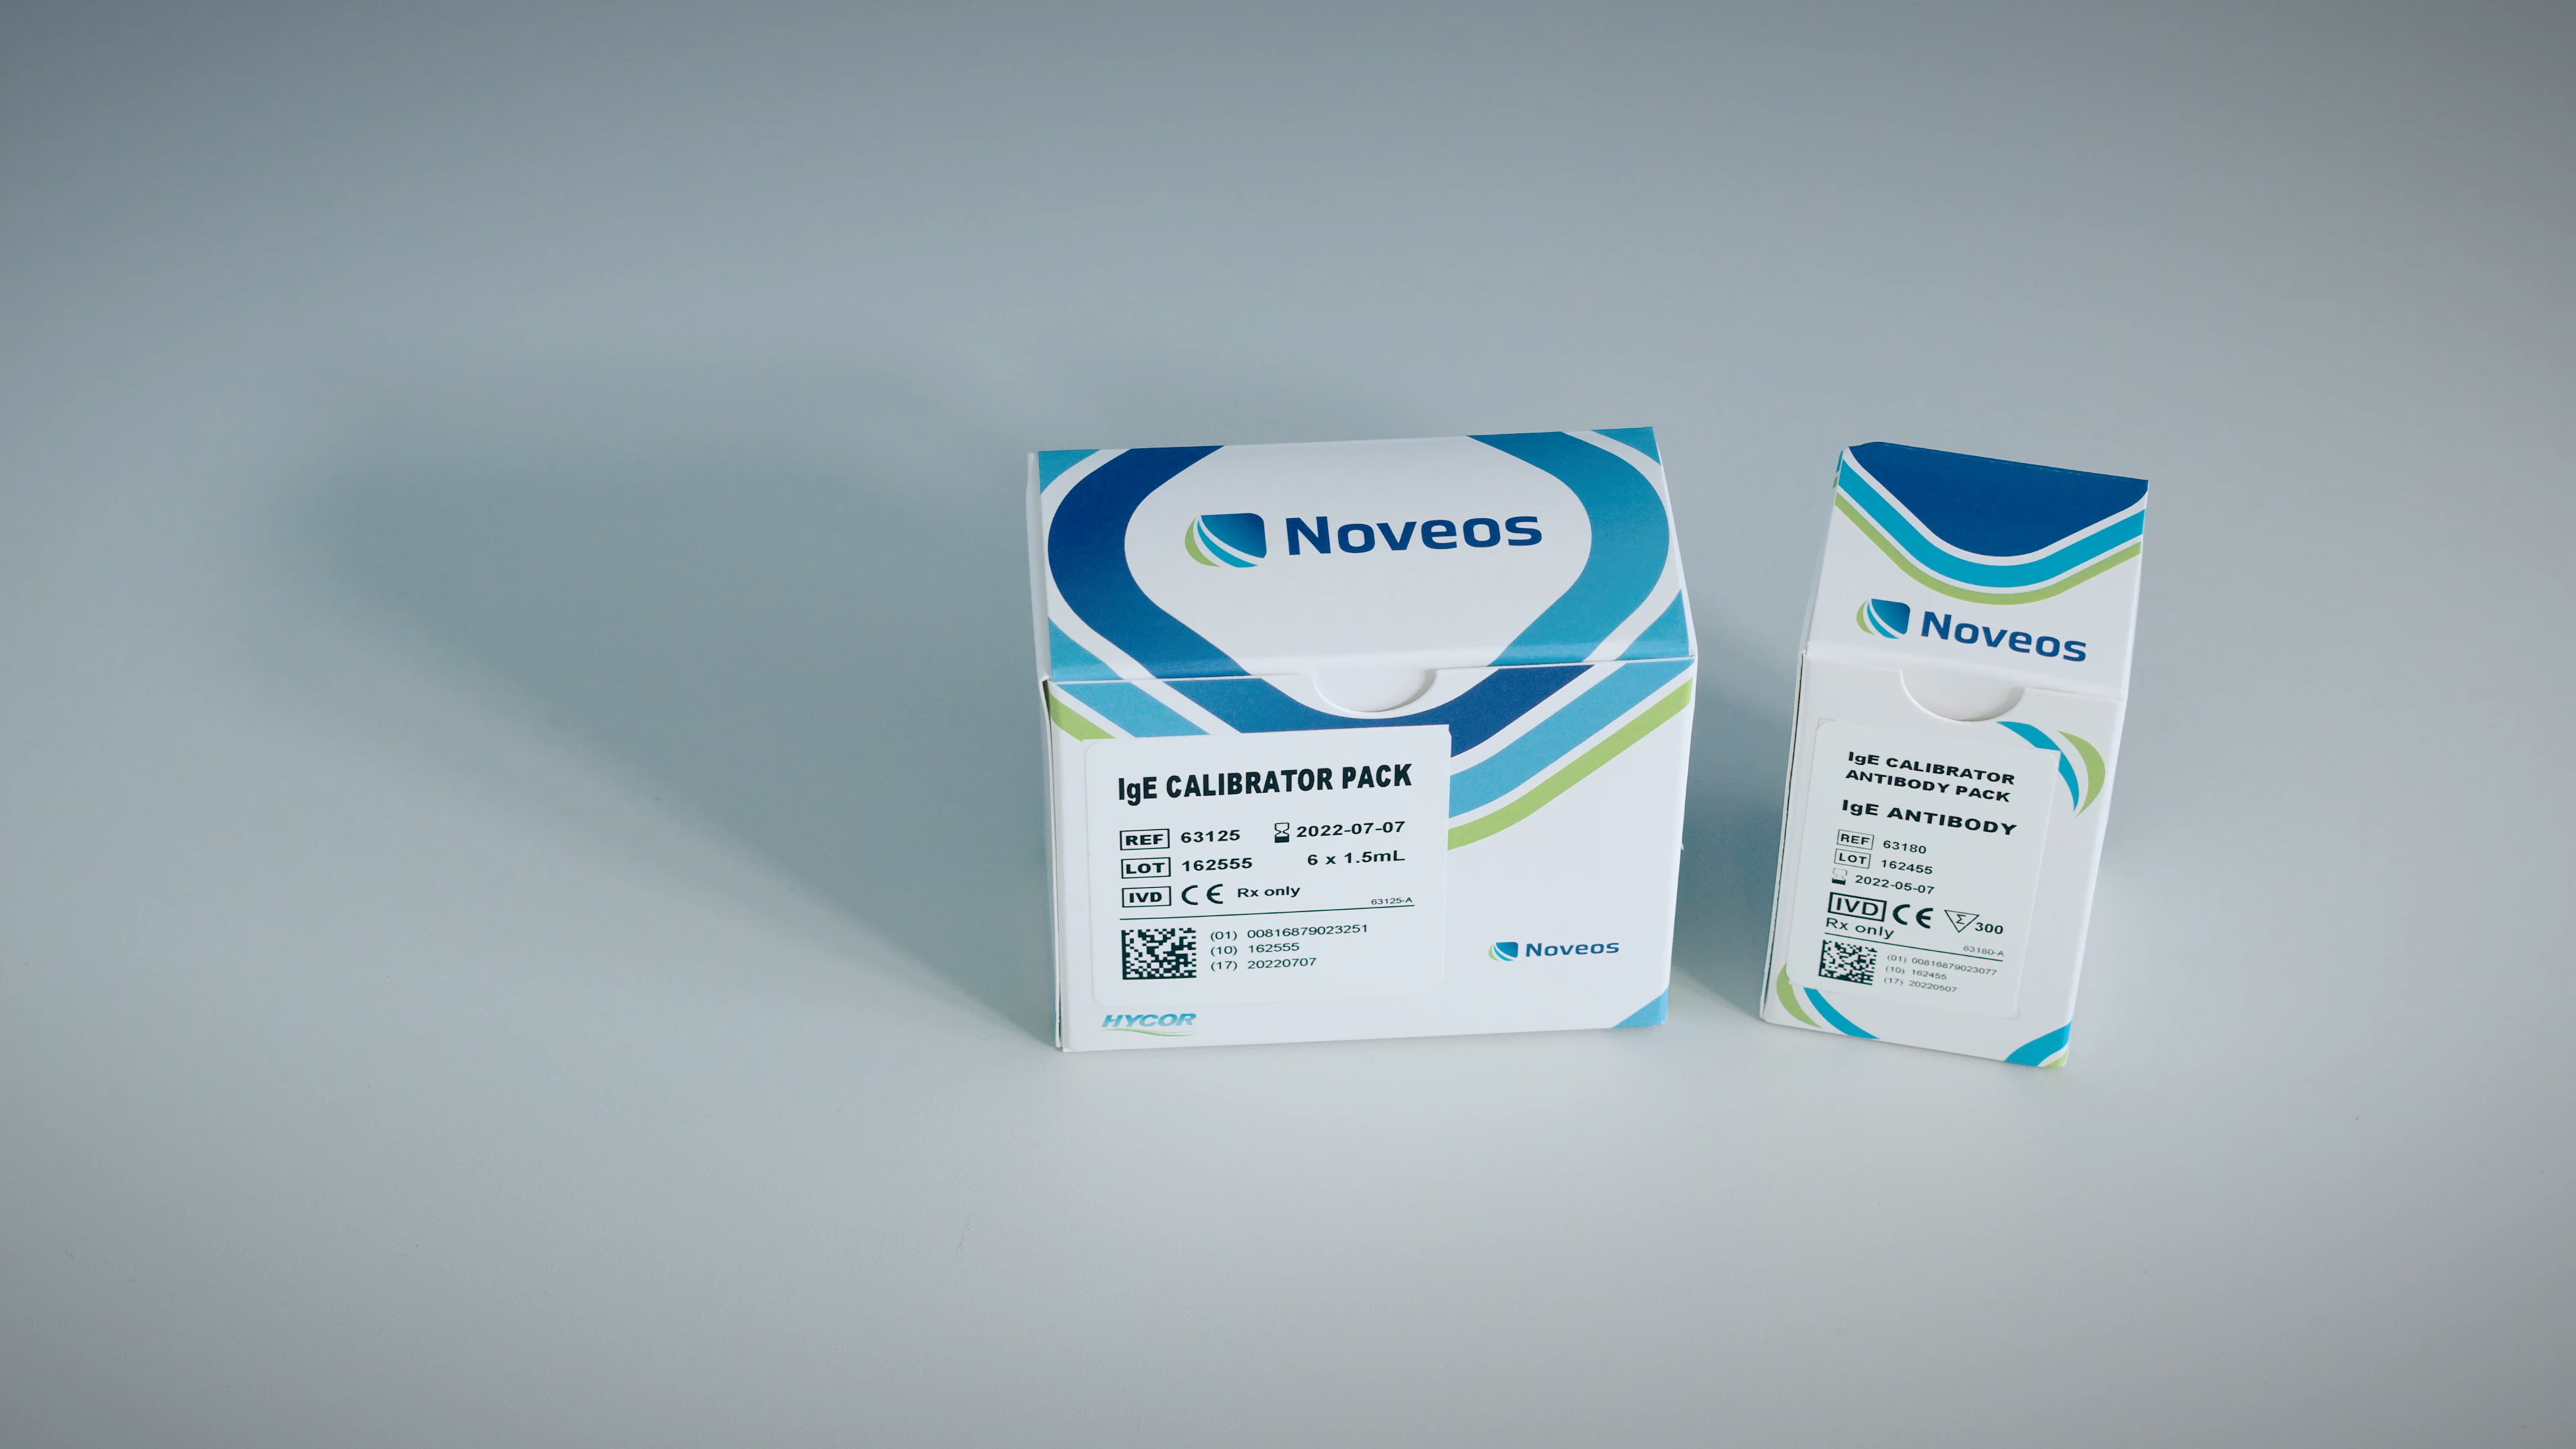 Noveos
IgE CALIBRATOR PACK
REF 63125 2022-07-07
LOT 162555 6 x 1.5mL
IVD CE Rx only
63125-A
(01) 00816879023251
(10) 162555
(17) 20220707
Noveos
HYCOR
Noveos
IgE CALIBRATOR
ANTIBODY PACK
IgE ANTIBODY
REF 63180
LOT 162455
2022-05-07
IVD CE Σ 300
Rx only
63180-A
(01) 00816879023077
(10) 162455
(17) 20220507